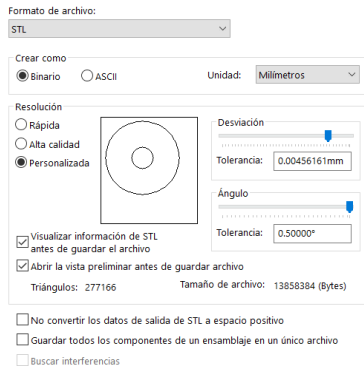 Formato de archivo:
STL
Crear como
Binario ASCII Unidad: Milímetros
Resolución
Rápida
Alta calidad
Personalizada
Desviación
Tolerancia: 0.00456161mm
Ángulo
Tolerancia: 0.50000°
Visualizar información de STL
antes de guardar el archivo
Abrir la vista preliminar antes de guardar archivo
Triángulos: 277166 Tamaño de archivo: 13858384 (Bytes)
No convertir los datos de salida de STL a espacio positivo
Guardar todos los componentes de un ensamblaje en un único archivo
Buscar interferencias